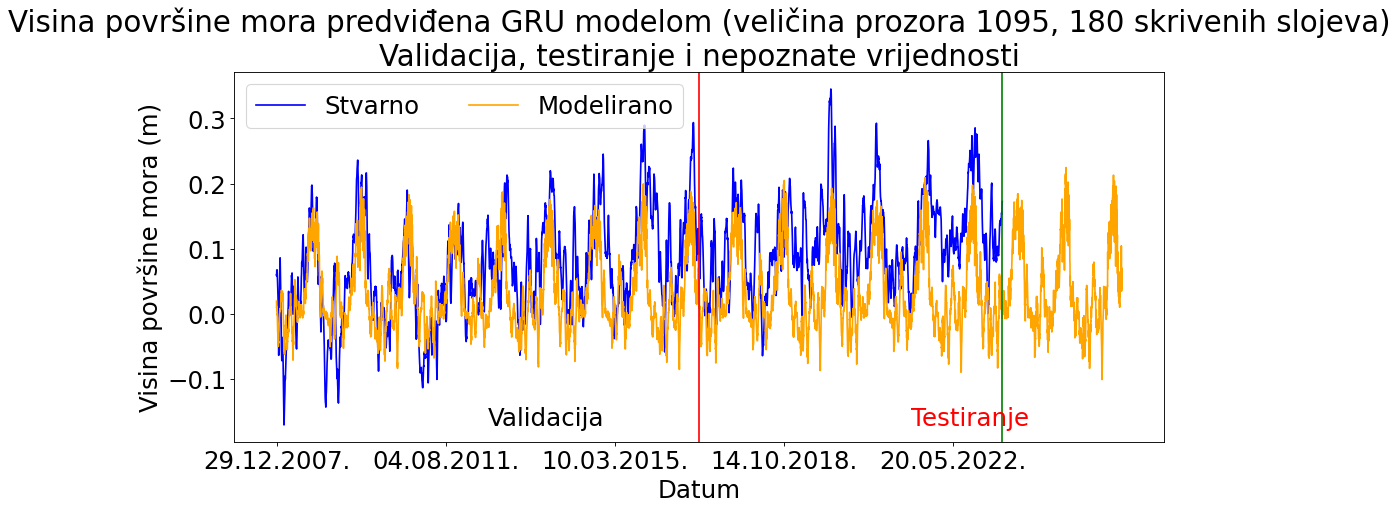 Visina površine mora predviđena GRU modelom (veličina prozora 1095, 180 skrivenih slojeva)
Validacija, testiranje i nepoznate vrijednosti
Stvarno
Modelirano
Visina površine mora (m)
0.3
0.2
0.1
0.0
−0.1
Validacija
Testiranje
29.12.2007.
04.08.2011.
10.03.2015.
14.10.2018.
20.05.2022.
Datum